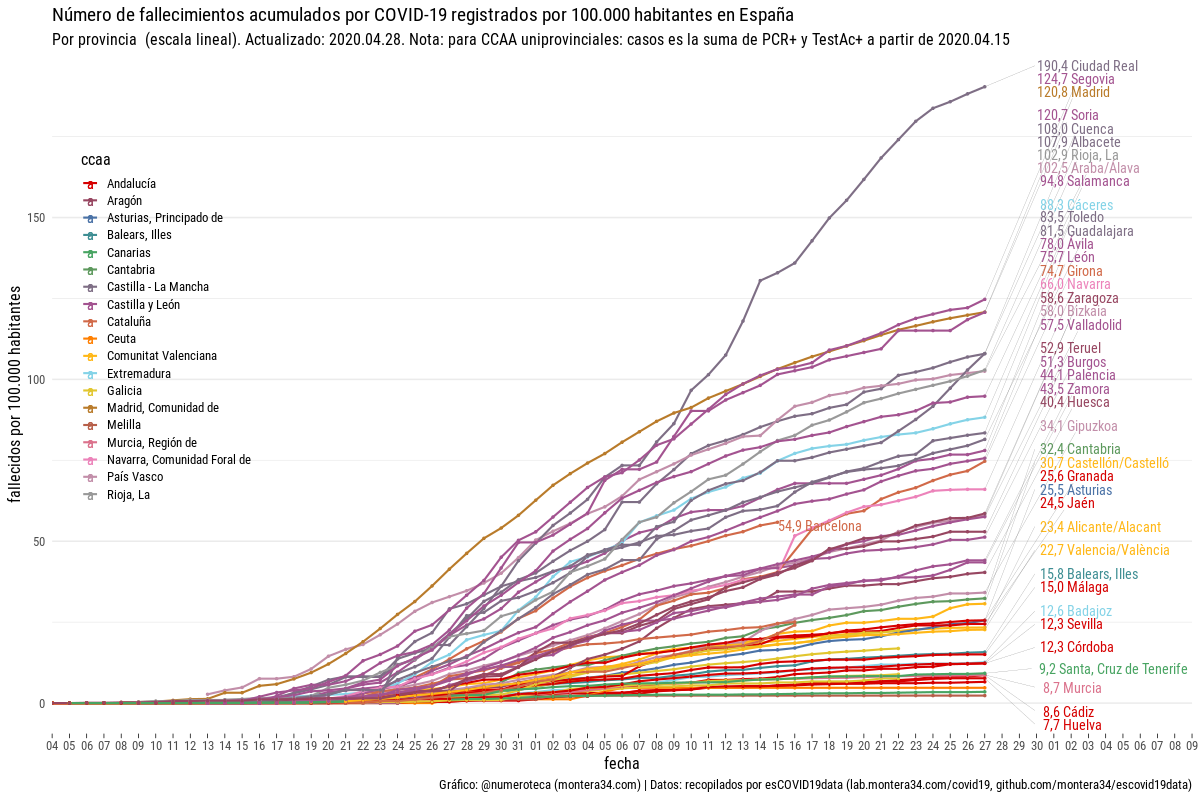 Número de fallecimientos acumulados por COVID-19 registrados por 100.000 habitantes en España
Por provincia (escala lineal). Actualizado: 2020.04.28. Nota: para CCAA uniprovinciales: casos es la suma de PCR+ y TestAc+ a partir de 2020.04.15
fallecidos por 100.000 habitantes
150
100
50
0
ccaa
Andalucía
Aragón
Asturias, Principado de
Balears, Illes
Canarias
Cantabria
Castilla - La Mancha
Castilla y León
Cataluña
Ceuta
Comunitat Valenciana
Extremadura
Galicia
Madrid, Comunidad de
Melilla
Murcia, Región de
Navarra, Comunidad Foral de
País Vasco
Rioja, La
190,4 Ciudad Real
124,7 Segovia
120,8 Madrid
120,7 Soria
108,0 Cuenca
107,9 Albacete
102,9 Rioja, La
102,5 Araba/Álava
94,8 Salamanca
88,3 Cáceres
83,5 Toledo
81,5 Guadalajara
78,0 Ávila
75,7 León
74,7 Girona
66,0 Navarra
58,6 Zaragoza
58,0 Bizkaia
57,5 Valladolid
54,9 Barcelona
52,9 Teruel
51,3 Burgos
44,1 Palencia
43,5 Zamora
40,4 Huesca
34,1 Gipuzkoa
32,4 Cantabria
30,7 Castellón/Castelló
25,6 Granada
25,5 Asturias
24,5 Jaén
23,4 Alicante/Alacant
22,7 Valencia/València
15,8 Balears, Illes
15,0 Málaga
12,6 Badajoz
12,3 Sevilla
12,3 Córdoba
9,2 Santa, Cruz de Tenerife
8,7 Murcia
8,6 Cádiz
7,7 Huelva
04 05 06 07 08 09 10 11 12 13 14 15 16 17 18 19 20 21 22 23 24 25 26 27 28 29 30 31 01 02 03 04 05 06 07 08 09 10 11 12 13 14 15 16 17 18 19 20 21 22 23 24 25 26 27 28 29 30 01 02 03 04 05 06 07 08 09
fecha
Gráfico: @numeroteca (montera34.com) | Datos: recopilados por esCOVID19data (lab.montera34.com/covid19, github.com/montera34/escovid19data)